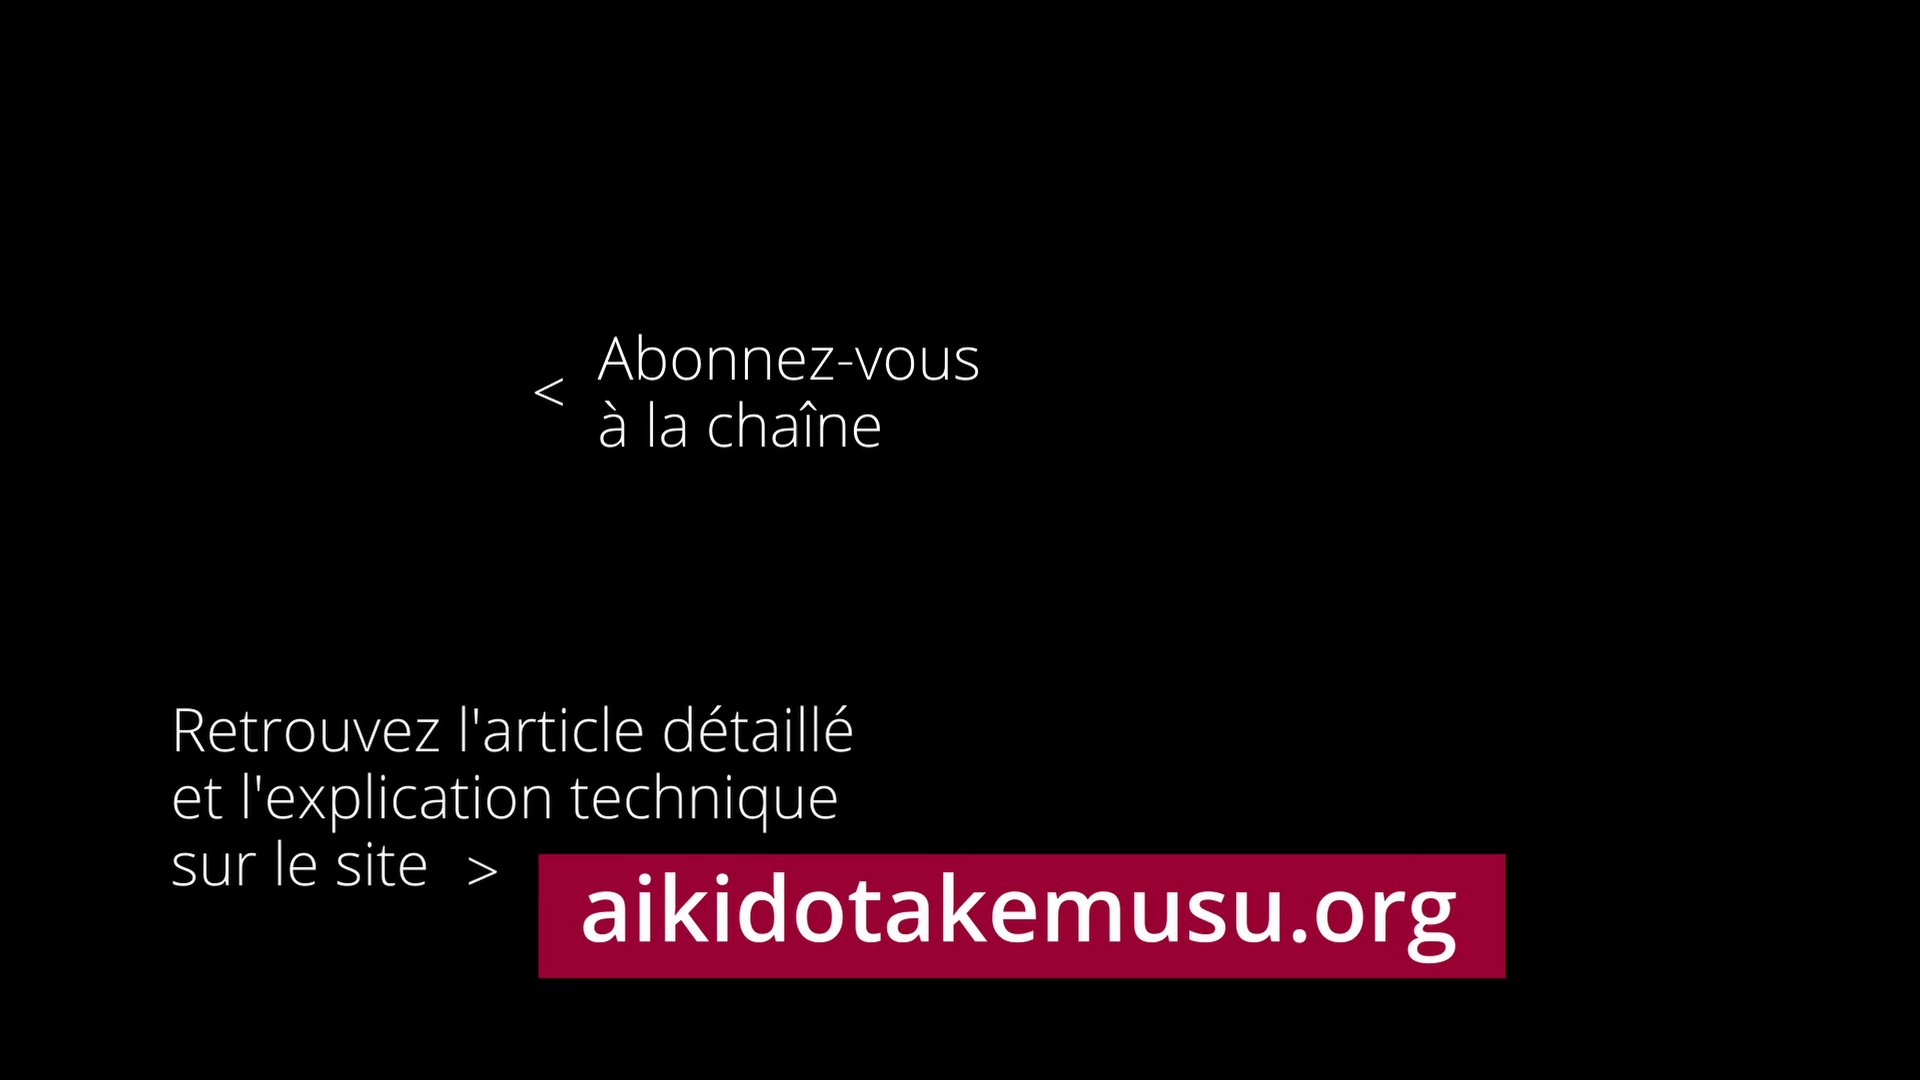 < Abonnez-vous
à la chaîne
Retrouvez l'article détaillé
et l'explication technique
sur le site >
aikidotakemusu.org